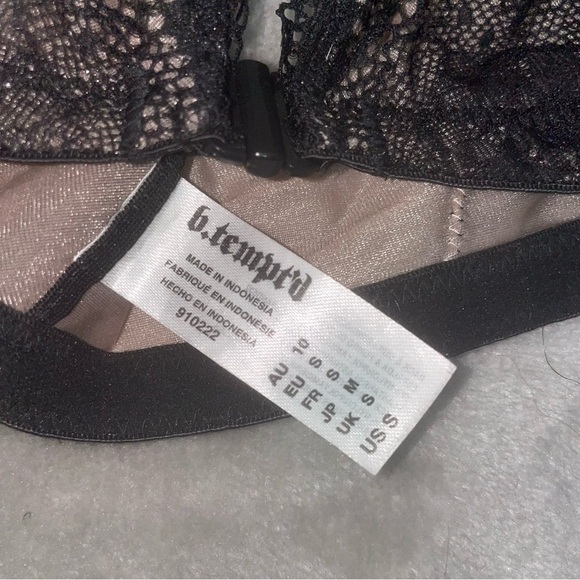 b.tempt'd
MADE IN INDONESIA
FABRIQUÉ EN INDONÉSIE
HECHO EN INDONESIA
910222
AU 10
EU S
FR S
JP M
UK S
US S